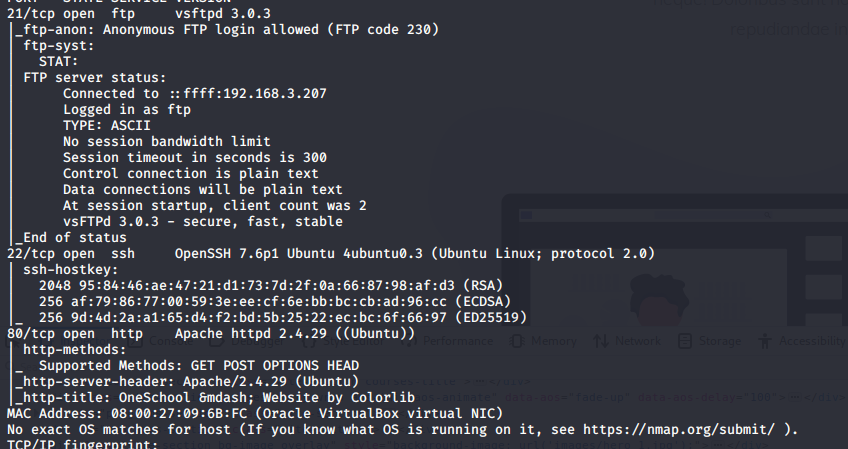 PORT   STATE SERVICE VERSION
21/tcp open  ftp     vsftpd 3.0.3
|_ftp-anon: Anonymous FTP login allowed (FTP code 230)
| ftp-syst:
|   STAT:
| FTP server status:
|      Connected to ::ffff:192.168.3.207
|      Logged in as ftp
|      TYPE: ASCII
|      No session bandwidth limit
|      Session timeout in seconds is 300
|      Control connection is plain text
|      Data connections will be plain text
|      At session startup, client count was 2
|      vsFTPd 3.0.3 - secure, fast, stable
|_End of status
22/tcp open  ssh     OpenSSH 7.6p1 Ubuntu 4ubuntu0.3 (Ubuntu Linux; protocol 2.0)
| ssh-hostkey:
|   2048 95:84:46:ae:47:21:d1:73:7d:2f:0a:66:87:98:af:d3 (RSA)
|   256 af:79:86:77:00:59:3e:ee:cf:6e:bb:bc:cb:ad:96:cc (ECDSA)
|_  256 9d:4d:2a:a1:65:d4:f2:bd:5b:25:22:ec:bc:6f:66:97 (ED25519)
80/tcp open  http    Apache httpd 2.4.29 ((Ubuntu))
| http-methods:
|_  Supported Methods: GET POST OPTIONS HEAD
|_http-server-header: Apache/2.4.29 (Ubuntu)
|_http-title: OneSchool &mdash; Website by Colorlib
MAC Address: 08:00:27:09:6B:FC (Oracle VirtualBox virtual NIC)
No exact OS matches for host (If you know what OS is running on it, see https://nmap.org/submit/ ).
TCP/IP fingerprint:
Performance
Memory
Network
Storage
Accessibility